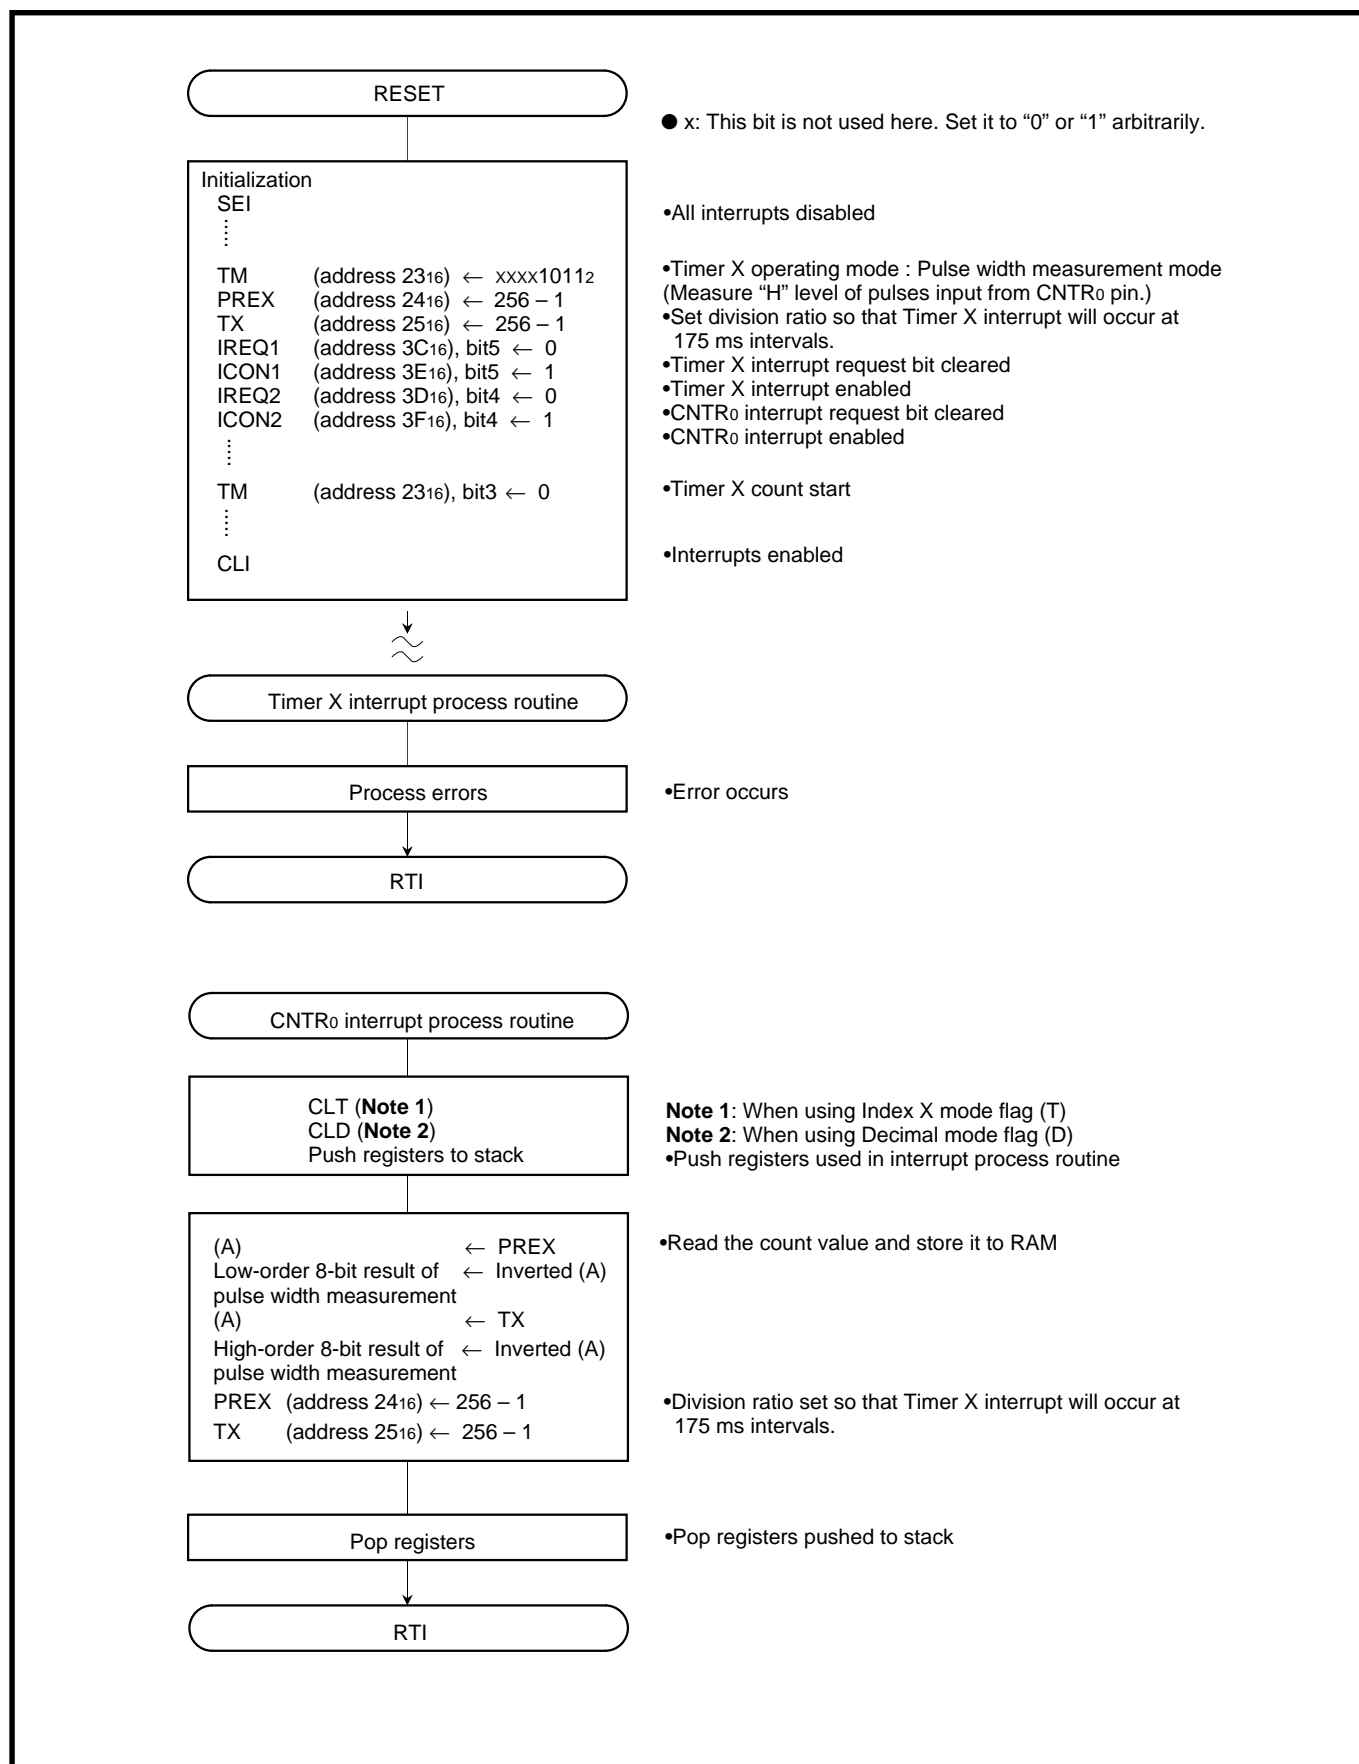 RESET
● x: This bit is not used here. Set it to “0” or “1” arbitrarily.
Initialization
SEI
•All interrupts disabled
TM (address 2316) ← XXXX10112
•Timer X operating mode : Pulse width measurement mode
(Measure “H” level of pulses input from CNTR0 pin.)
PREX (address 2416) ← 256 – 1
TX (address 2516) ← 256 – 1
•Set division ratio so that Timer X interrupt will occur at
175 ms intervals.
IREQ1 (address 3C16), bit5 ← 0
•Timer X interrupt request bit cleared
ICON1 (address 3E16), bit5 ← 1
•Timer X interrupt enabled
IREQ2 (address 3D16), bit4 ← 0
•CNTR0 interrupt request bit cleared
ICON2 (address 3F16), bit4 ← 1
•CNTR0 interrupt enabled
TM (address 2316), bit3 ← 0
•Timer X count start
CLI
•Interrupts enabled
Timer X interrupt process routine
Process errors
•Error occurs
RTI
CNTR0 interrupt process routine
CLT (Note 1)
CLD (Note 2)
Push registers to stack
Note 1: When using Index X mode flag (T)
Note 2: When using Decimal mode flag (D)
•Push registers used in interrupt process routine
(A) ← PREX
•Read the count value and store it to RAM
Low-order 8-bit result of ← Inverted (A)
pulse width measurement
(A) ← TX
High-order 8-bit result of ← Inverted (A)
pulse width measurement
PREX (address 2416) ← 256 – 1
TX (address 2516) ← 256 – 1
•Division ratio set so that Timer X interrupt will occur at
175 ms intervals.
Pop registers
•Pop registers pushed to stack
RTI